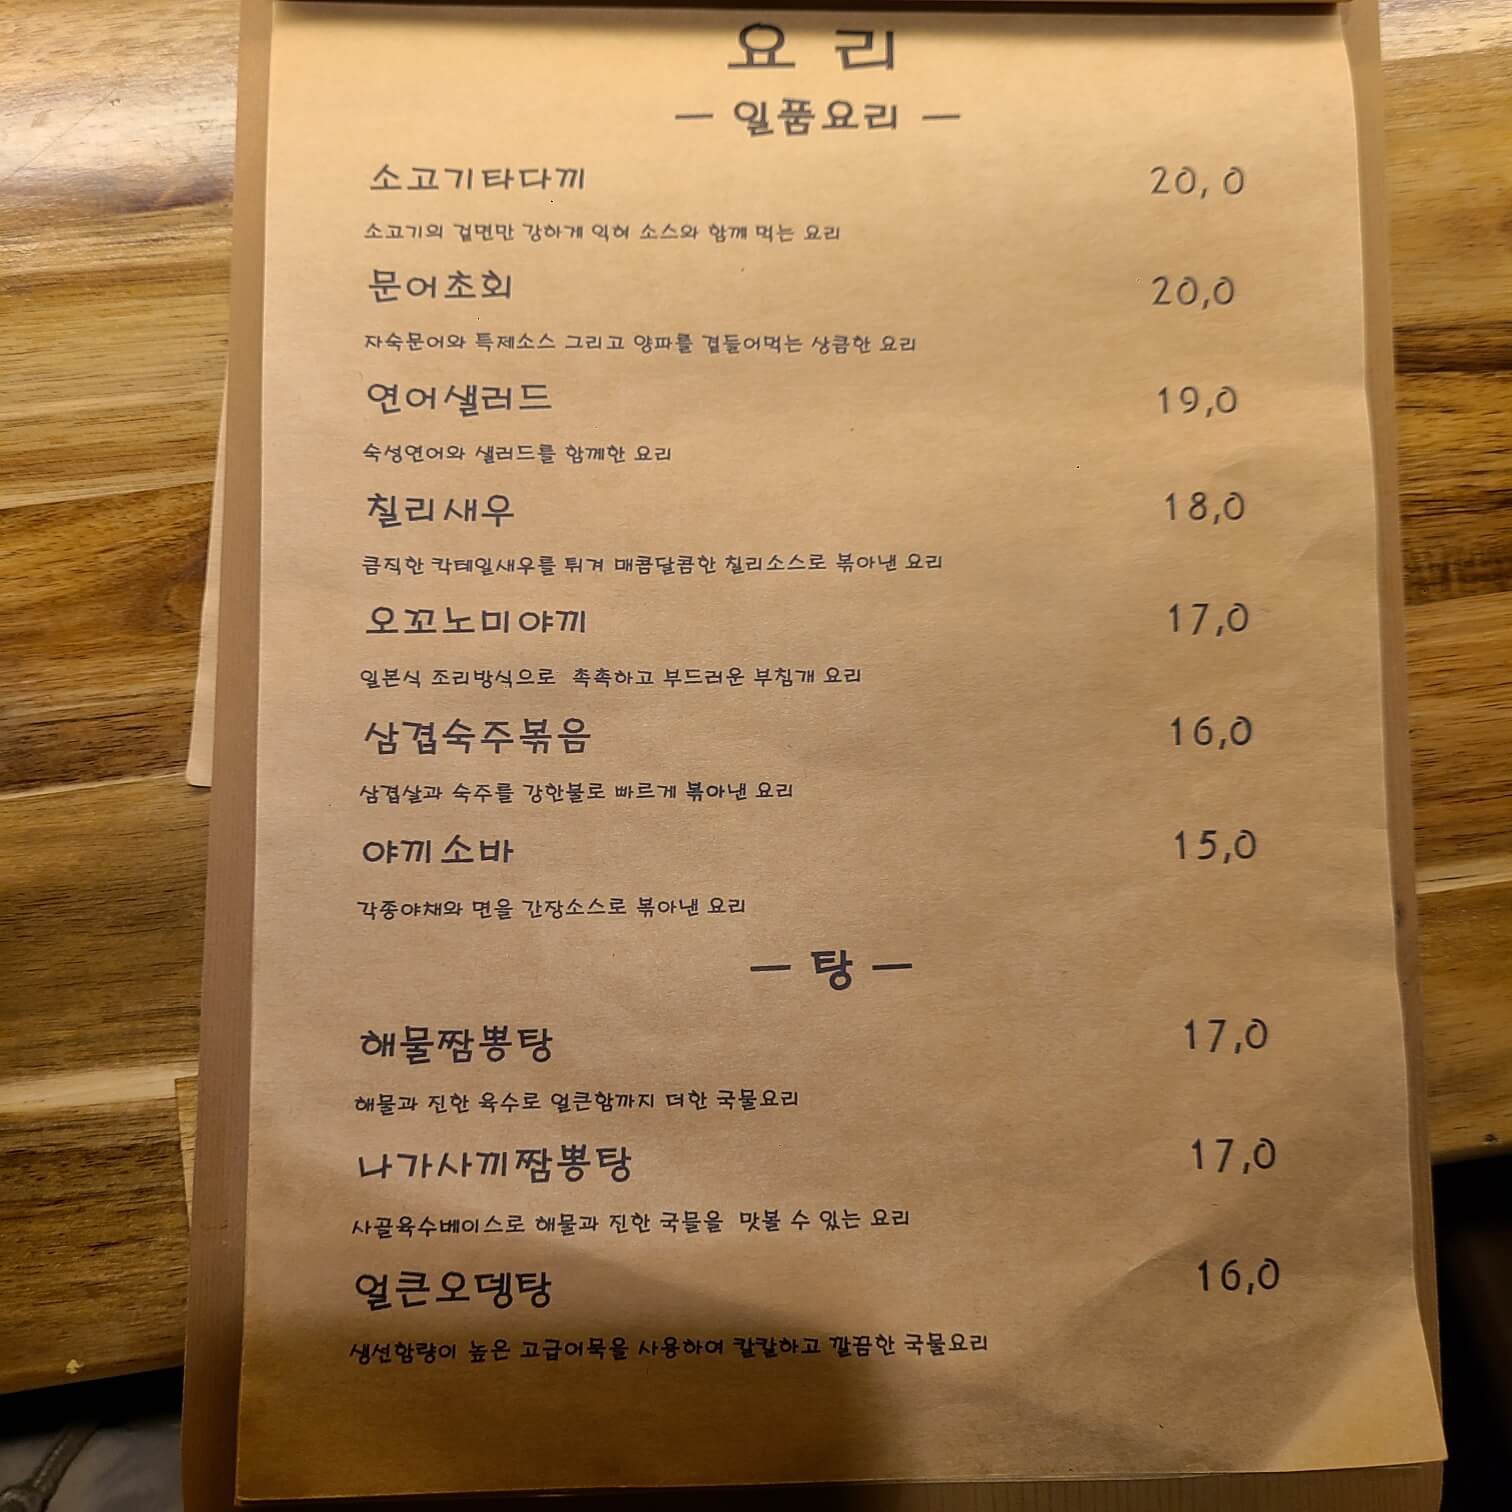 요 리
— 일품요리 —
소고기타다끼 20, 0
소고기의 겉면만 강하게 익혀 소스와 함께 먹는 요리
문어초회 20,0
자숙문어와 특제소스 그리고 양파를 곁들어먹는 상큼한 요리
연어샐러드 19,0
숙성연어와 샐러드를 함께한 요리
칠리새우 18,0
큼직한 칵테일새우를 튀겨 매콤달콤한 칠리소스로 볶아낸 요리
오꼬노미야끼 17,0
일본식 조리방식으로 촉촉하고 부드러운 부침개 요리
삼겹숙주볶음 16,0
삼겹살과 숙주를 강한불로 빠르게 볶아낸 요리
야끼소바 15,0
각종야채와 면을 간장소스로 볶아낸 요리
— 탕 —
해물짬뽕탕 17,0
해물과 진한 육수로 얼큰함까지 더한 국물요리
나가사끼짬뽕탕 17,0
사골육수베이스로 해물과 진한 국믈을 맛볼 수 있는 요리
얼큰오뎅탕 16,0
생선함량이 높은 고급어묵을 사용하여 칼칼하고 깔끔한 국물요리